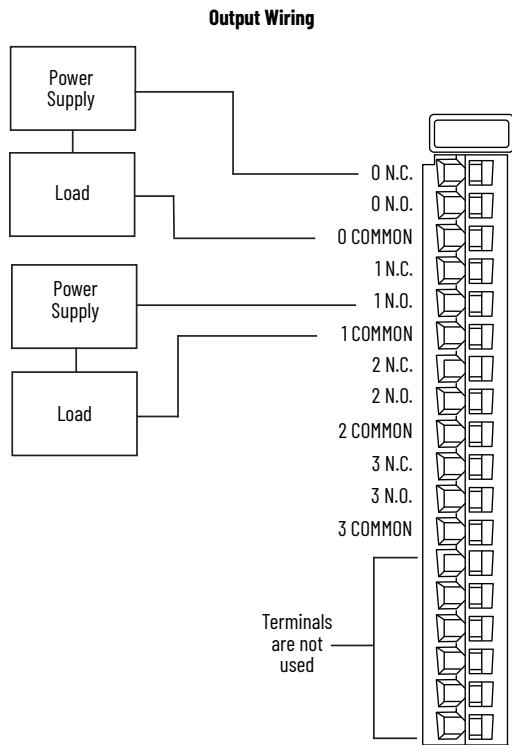 Output Wiring
Power
Supply
Load
Power
Supply
Load
0 N.C.
0 N.O.
0 COMMON
1 N.C.
1 N.O.
1 COMMON
2 N.C.
2 N.O.
2 COMMON
3 N.C.
3 N.O.
3 COMMON
Terminals
are not
used